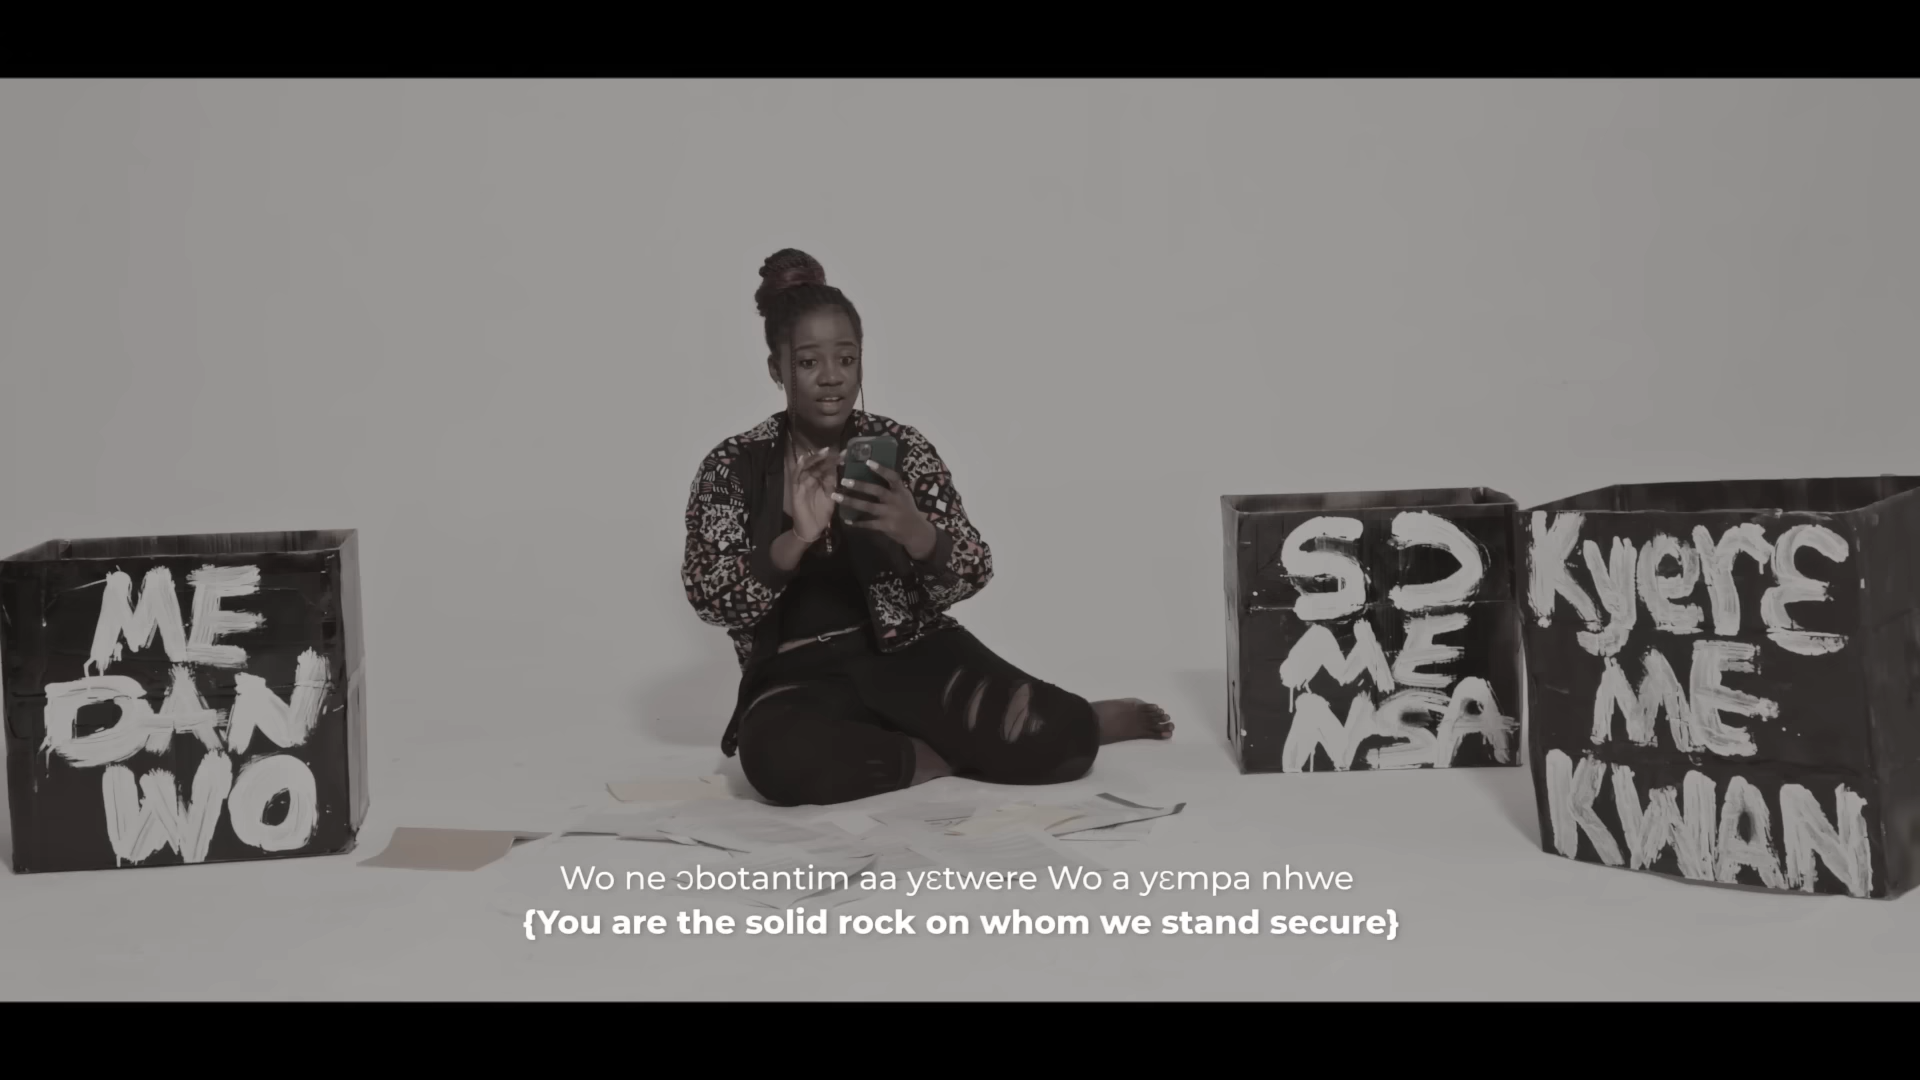 ME
DAN
WO
SƆ
ME
NSA
Kyerɛ
ME
KWAN
Wo ne ɔbotantim aa yɛtwere Wo a yɛmpa nhwe
{You are the solid rock on whom we stand secure}